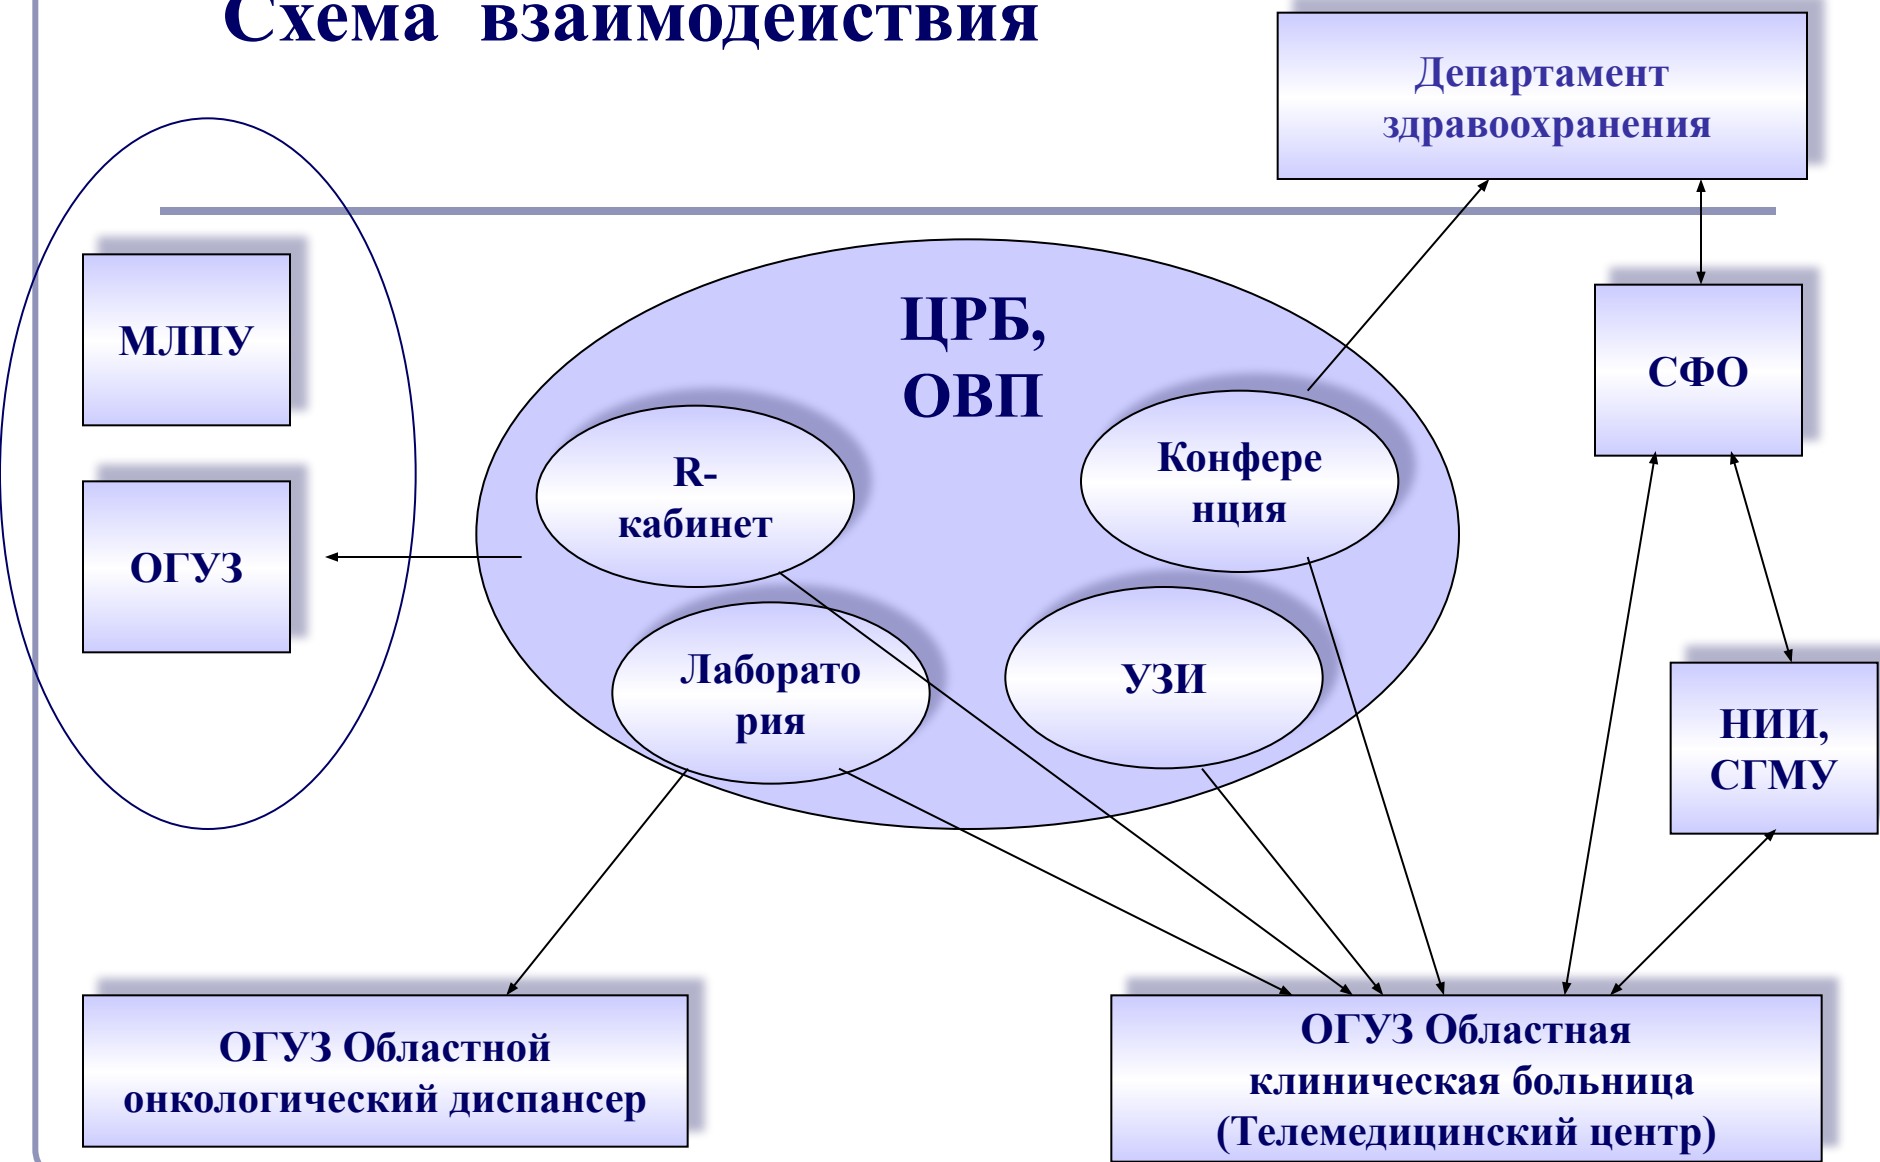 Схема взаимодействия
Департамент
здравоохранения
МЛПУ
ОГУЗ
ЦРБ,
ОВП
R-
кабинет
Конфере
нция
Лаборато
рия
УЗИ
СФО
НИИ,
СГМУ
ОГУЗ Областной
онкологический диспансер
ОГУЗ Областная
клиническая больница
(Телемедицинский центр)